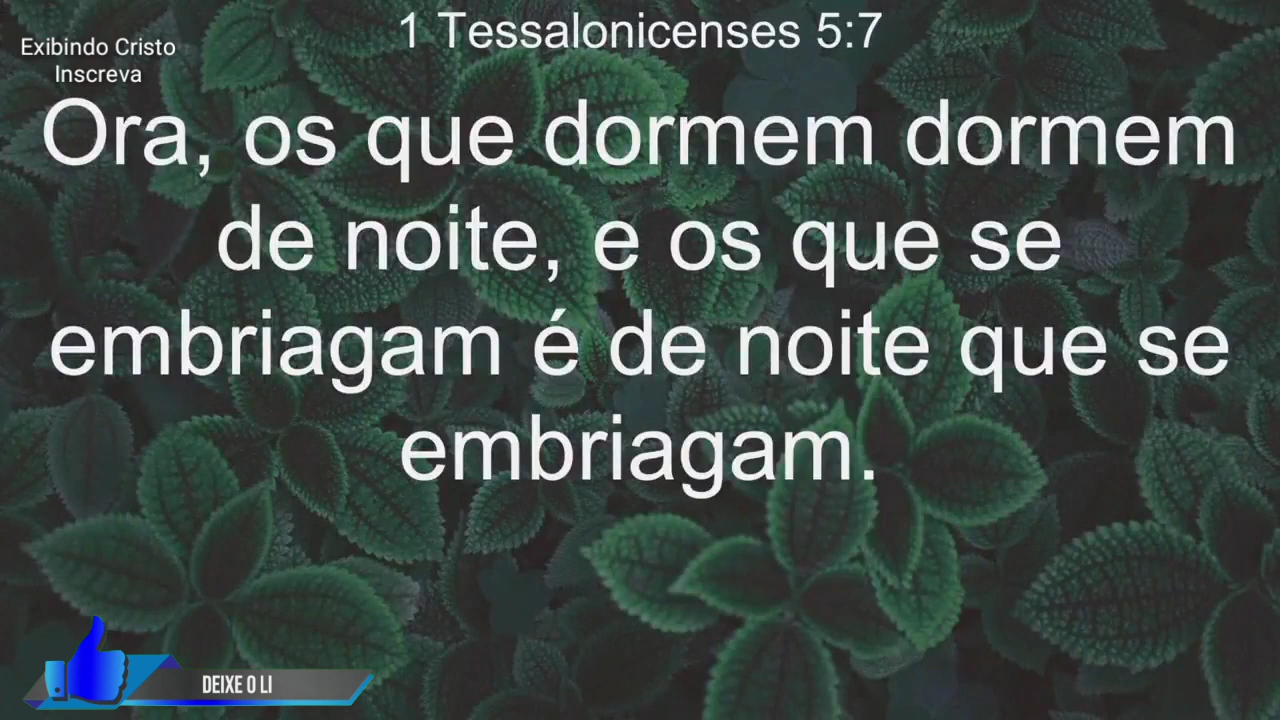 1 Tessalonicenses 5:7
Exibindo Cristo
Inscreva
Ora, os que dormem dormem
de noite, e os que se
embriagam é de noite que se
embriagam.
DEIXE O LI